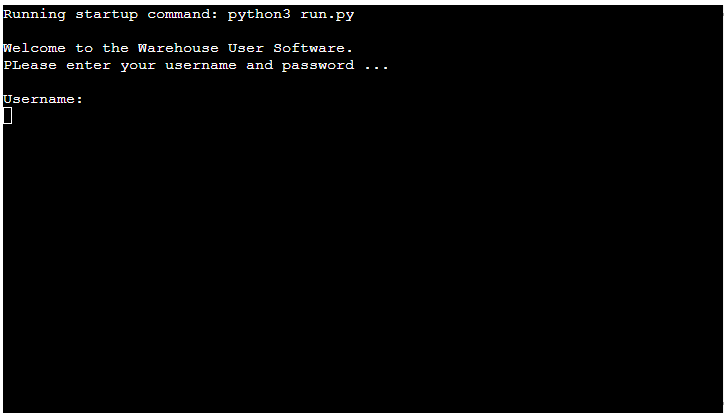 Running startup command: python3 run.py
Welcome to the Warehouse User Software.
PLease enter your username and password ...
Username: